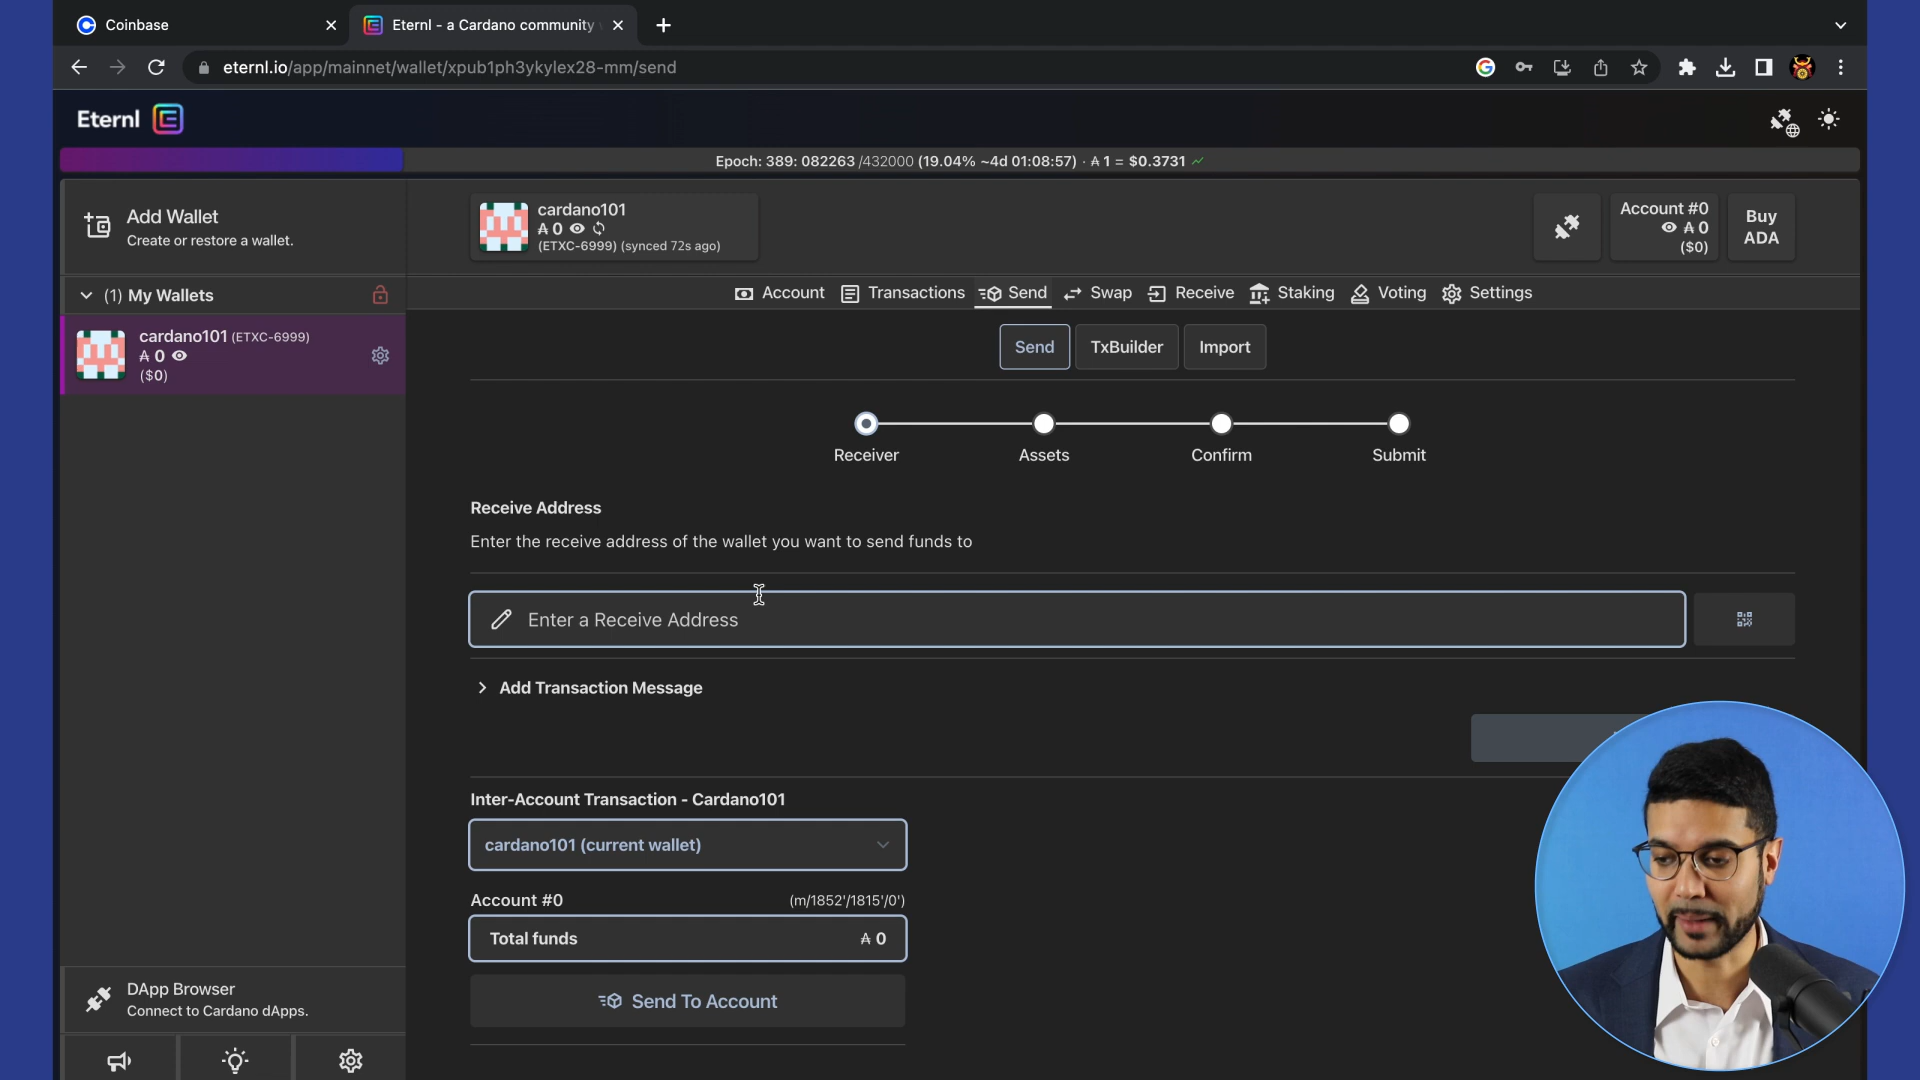 Coinbase
Eternl - a Cardano community
eternl.io/app/mainnet/wallet/xpub1ph3ykylex28-mm/send
Eternl
Epoch: 389: 082263 /432000 (19.04% ~4d 01:08:57) · ₳ 1 = $0.3731
Add Wallet
Create or restore a wallet.
cardano101
₳ 0
(ETXC-6999) (synced 72s ago)
Account #0
₳ 0
($0)
Buy
ADA
(1) My Wallets
Account Transactions Send Swap Receive Staking Voting Settings
cardano101 (ETXC-6999)
₳ 0
($0)
Send TxBuilder Import
Receiver Assets Confirm Submit
Receive Address
Enter the receive address of the wallet you want to send funds to
Enter a Receive Address
Add Transaction Message
Inter-Account Transaction - Cardano101
cardano101 (current wallet)
Account #0 (m/1852'/1815'/0')
Total funds ₳ 0
Send To Account
DApp Browser
Connect to Cardano dApps.